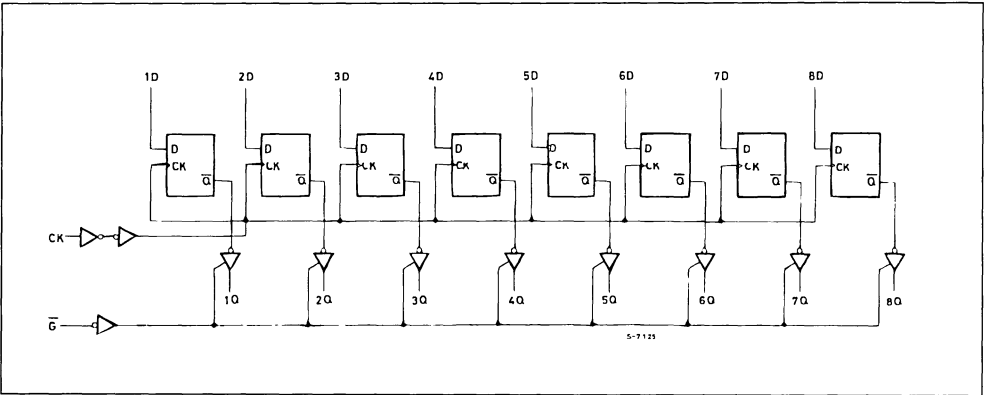 1D 2D 3D 4D 5D 6D 7D 8D
D D D D D D D D
CK CK CK CK CK CK CK CK
Q̅ Q̅ Q̅ Q̅ Q̅ Q̅ Q̅ Q̅
CK
1Q 2Q 3Q 4Q 5Q 6Q 7Q 8Q
G̅
S-7125